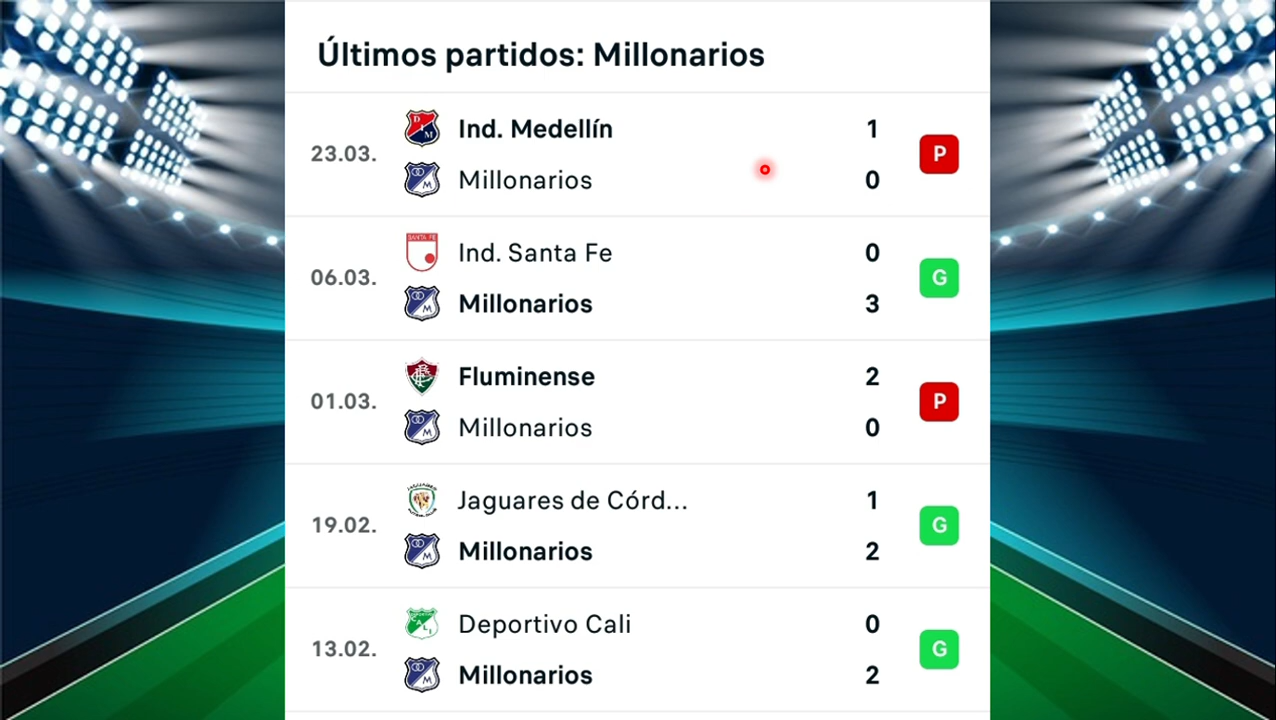 Últimos partidos: Millonarios
Ind. Medellín 1
23.03. P
Millonarios 0
Ind. Santa Fe 0
06.03. G
Millonarios 3
Fluminense 2
01.03. P
Millonarios 0
Jaguares de Córd... 1
19.02. G
Millonarios 2
Deportivo Cali 0
13.02. G
Millonarios 2